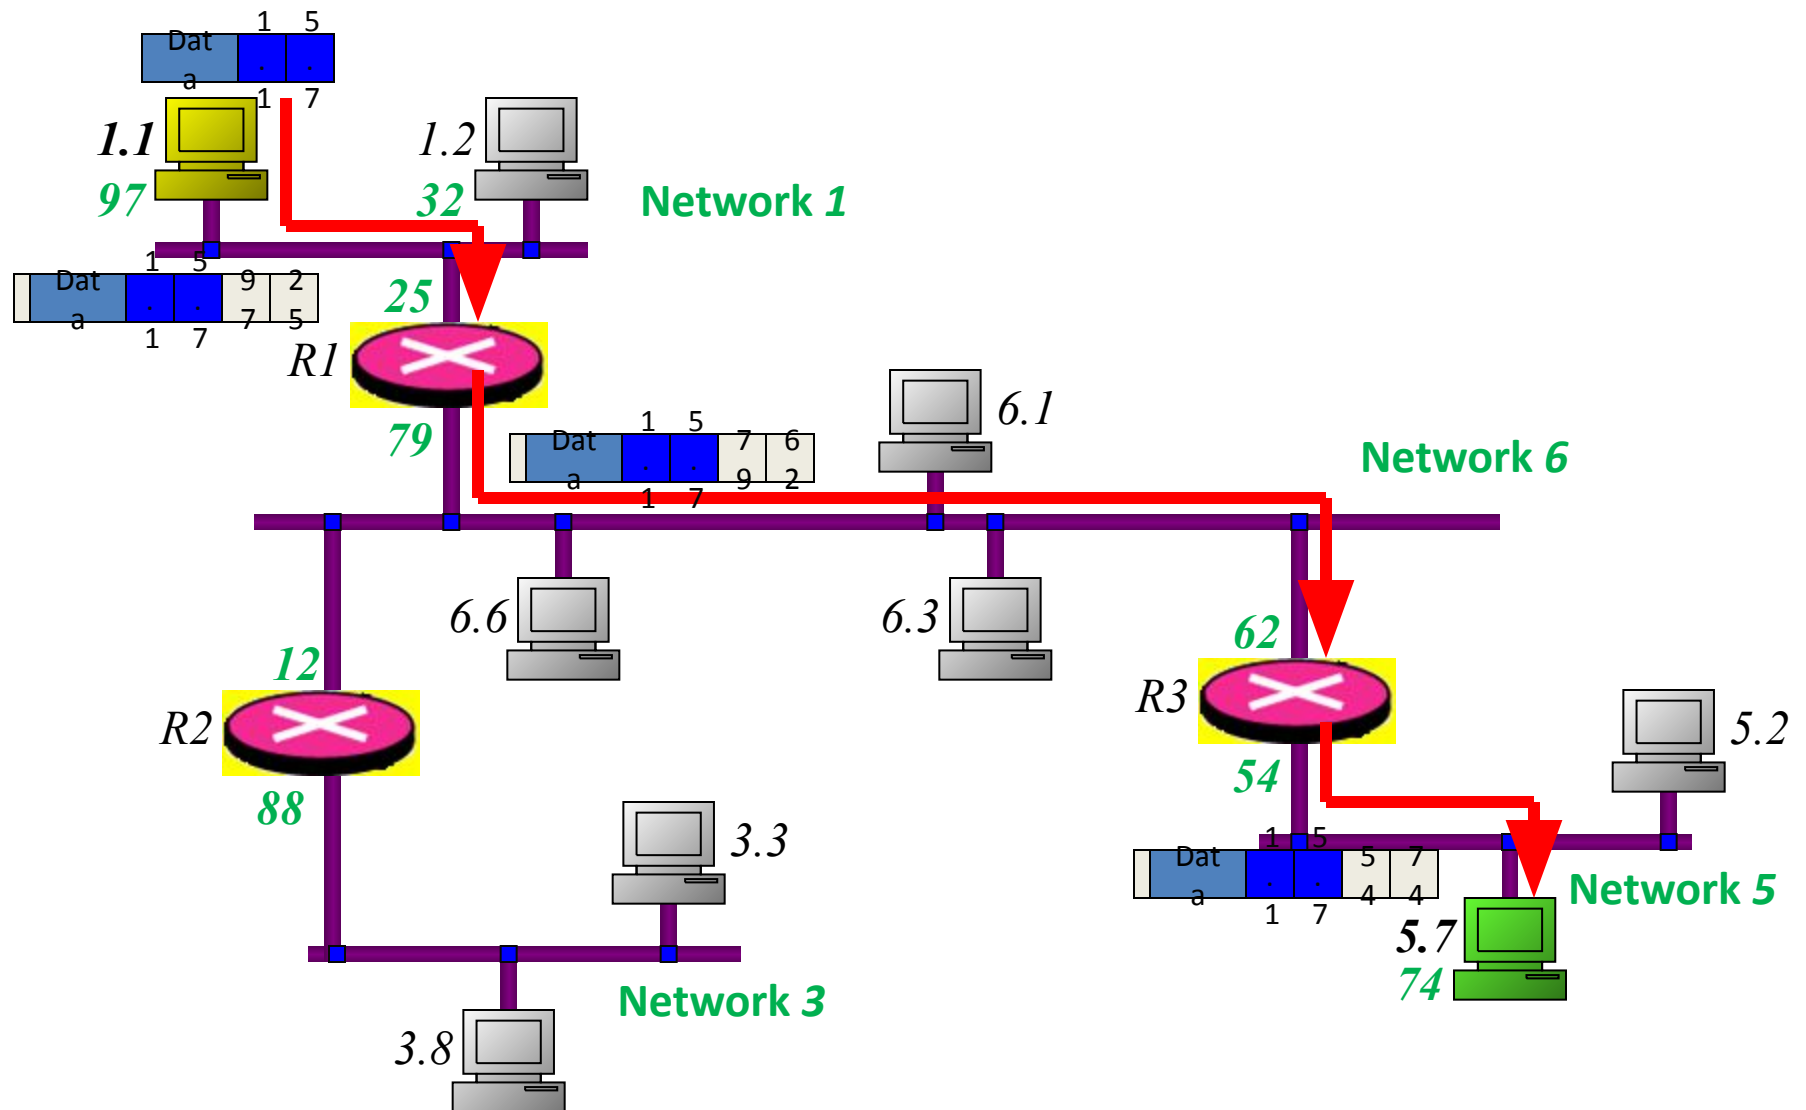 1 5
Dat . .
a 1 7
1.1
97
1.2
32
Network 1
1 5 9 2
Dat . . 7 5
a 1 7
25
R1
79
1 5 7 6
Dat . . 9 2
a 1 7
6.1
Network 6
6.6
6.3
12
R2
88
62
R3
54
5.2
3.3
1 5 5 7
Dat . . 4 4
a 1 7
Network 5
5.7
74
Network 3
3.8